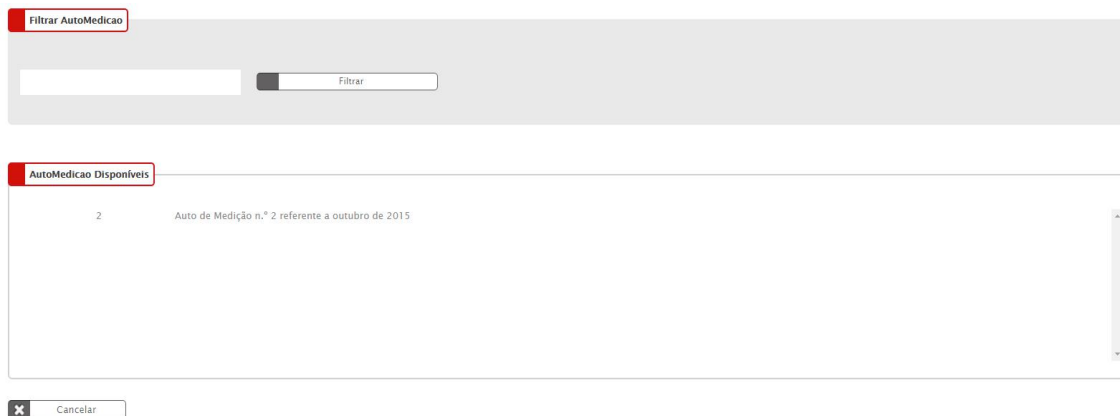 Filtrar AutoMedicao
Filtrar
AutoMedicao Disponíveis
2 Auto de Medição n.º 2 referente a outubro de 2015
Cancelar